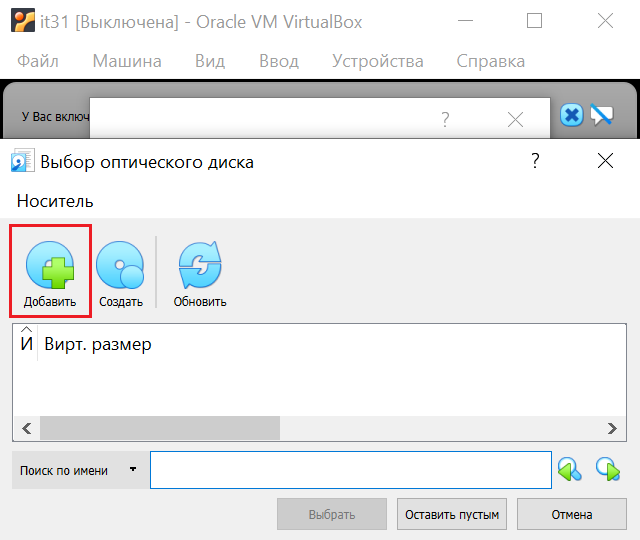 it31 [Выключена] - Oracle VM VirtualBox
Файл Машина Вид Ввод Устройства Справка
У Вас включ
?
Выбор оптического диска ?
Носитель
Добавить Создать Обновить
И Вирт. размер
Поиск по имени
Выбрать Оставить пустым Отмена